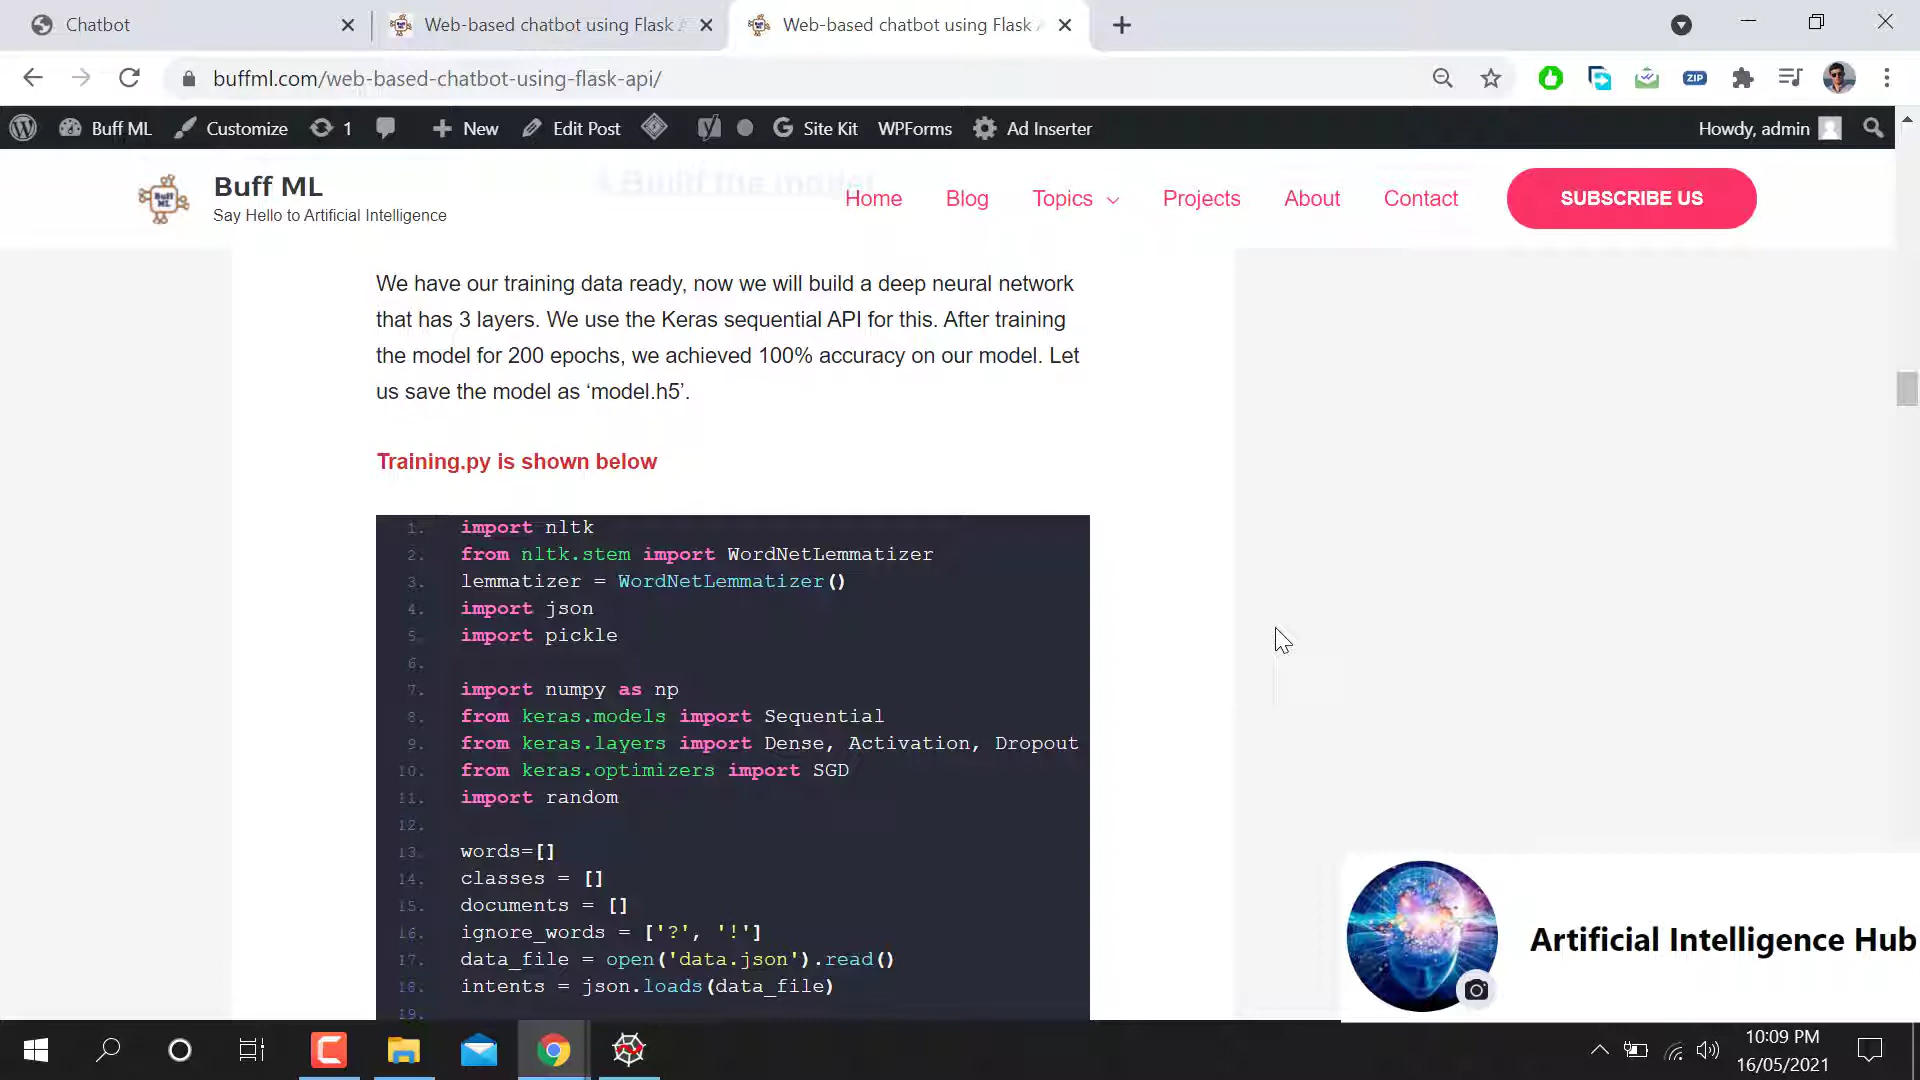 Chatbot
Web-based chatbot using Flask
Web-based chatbot using Flask
buffml.com/web-based-chatbot-using-flask-api/
ZIP
Buff ML Customize 1 New Edit Post Site Kit WPForms Ad Inserter Howdy, admin
4 Build the model
Buff ML
Say Hello to Artificial Intelligence
Home Blog Topics Projects About Contact SUBSCRIBE US
We have our training data ready, now we will build a deep neural network
that has 3 layers. We use the Keras sequential API for this. After training
the model for 200 epochs, we achieved 100% accuracy on our model. Let
us save the model as ‘model.h5’.
Training.py is shown below
1. import nltk
2. from nltk.stem import WordNetLemmatizer
3. lemmatizer = WordNetLemmatizer()
4. import json
5. import pickle
6.
7. import numpy as np
8. from keras.models import Sequential
9. from keras.layers import Dense, Activation, Dropout
10. from keras.optimizers import SGD
11. import random
12.
13. words=[]
14. classes = []
15. documents = []
16. ignore_words = ['?', '!']
17. data_file = open('data.json').read()
18. intents = json.loads(data_file)
19.
Artificial Intelligence Hub
10:09 PM
16/05/2021